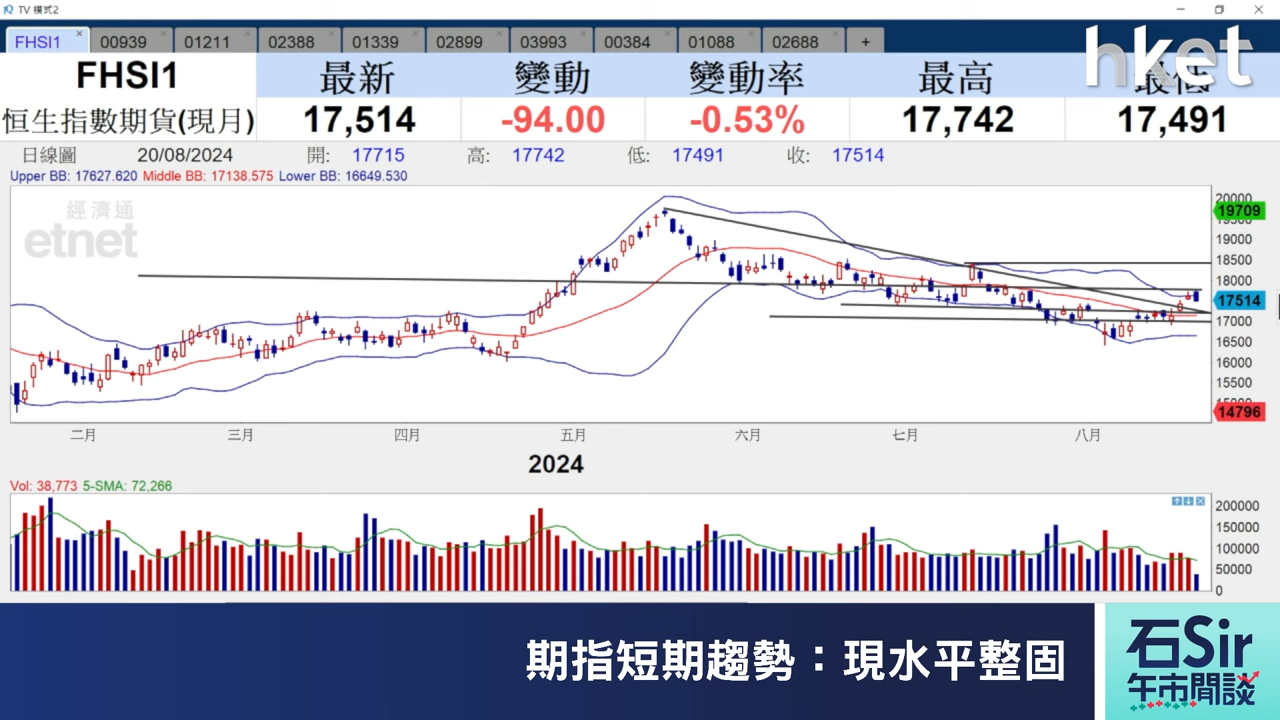 TV 模式2
FHSI1 00939 01211 02388 01339 02899 03993 00384 01088 02688 +
hket
FHSI1 最新 變動 變動率 最高 最低
恒生指數期貨(現月) 17,514 -94.00 -0.53% 17,742 17,491
日線圖 20/08/2024 開: 17715 高: 17742 低: 17491 收: 17514
Upper BB: 17627.620 Middle BB: 17138.575 Lower BB: 16649.530
經濟通
etnet
20000
19709
19500
19000
18500
18000
17514
17000
16500
16000
15500
15000
14796
二月 三月 四月 五月 六月 七月 八月
2024
Vol: 38,773 5-SMA: 72,266
200000
150000
100000
50000
0
期指短期趨勢：現水平整固
石Sir
午市閒談